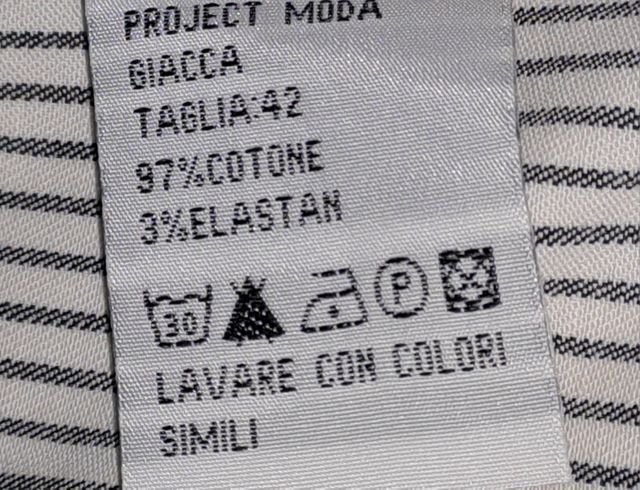 PROJECT MODA
GIACCA
TAGLIA:42
97%COTONE
3%ELASTAN
30 P
LAVARE CON COLORI
SIMILI